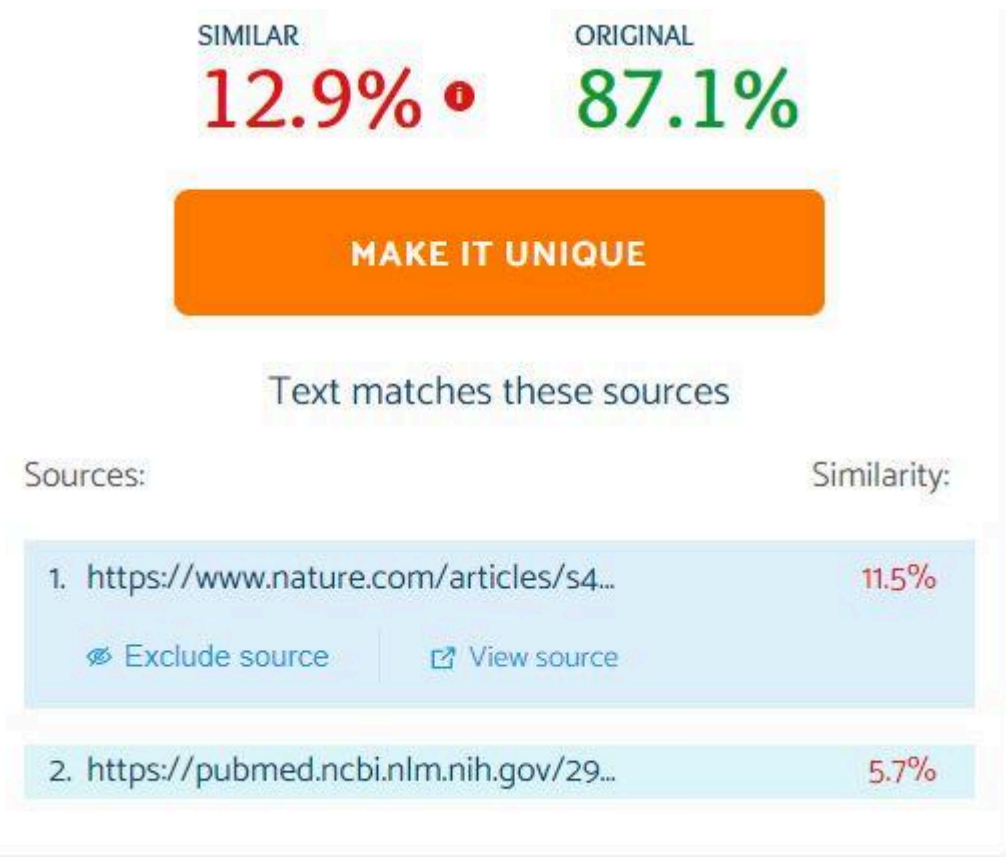 SIMILAR ORIGINAL
12.9% i 87.1%
MAKE IT UNIQUE
Text matches these sources
Sources: Similarity:
1. https://www.nature.com/articles/s4... 11.5%
Exclude source View source
2. https://pubmed.ncbi.nlm.nih.gov/29... 5.7%